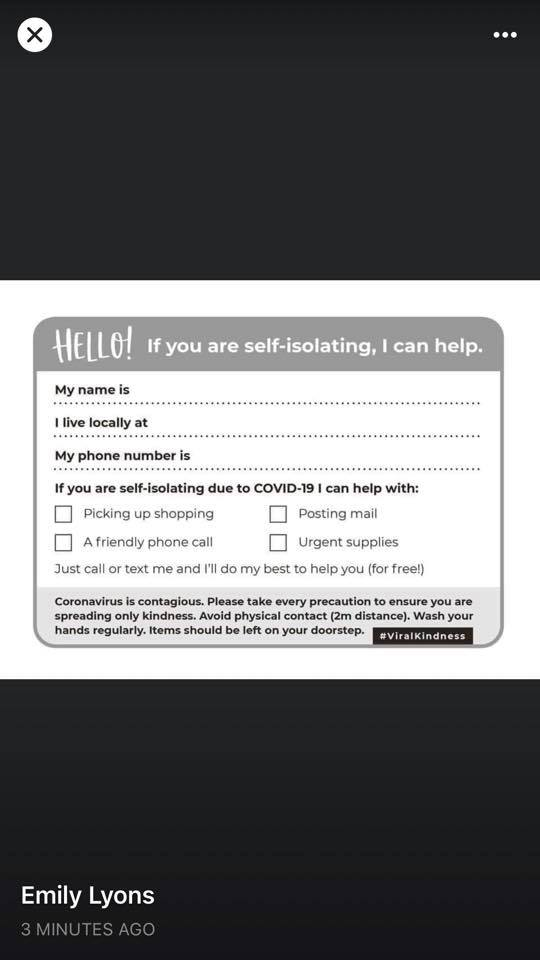 HELLO! If you are self-isolating, I can help.
My name is
I live locally at
My phone number is
If you are self-isolating due to COVID-19 I can help with:
Picking up shopping Posting mail
A friendly phone call Urgent supplies
Just call or text me and I'll do my best to help you (for free!)
Coronavirus is contagious. Please take every precaution to ensure you are
spreading only kindness. Avoid physical contact (2m distance). Wash your
hands regularly. Items should be left on your doorstep. #ViralKindness
Emily Lyons
3 MINUTES AGO